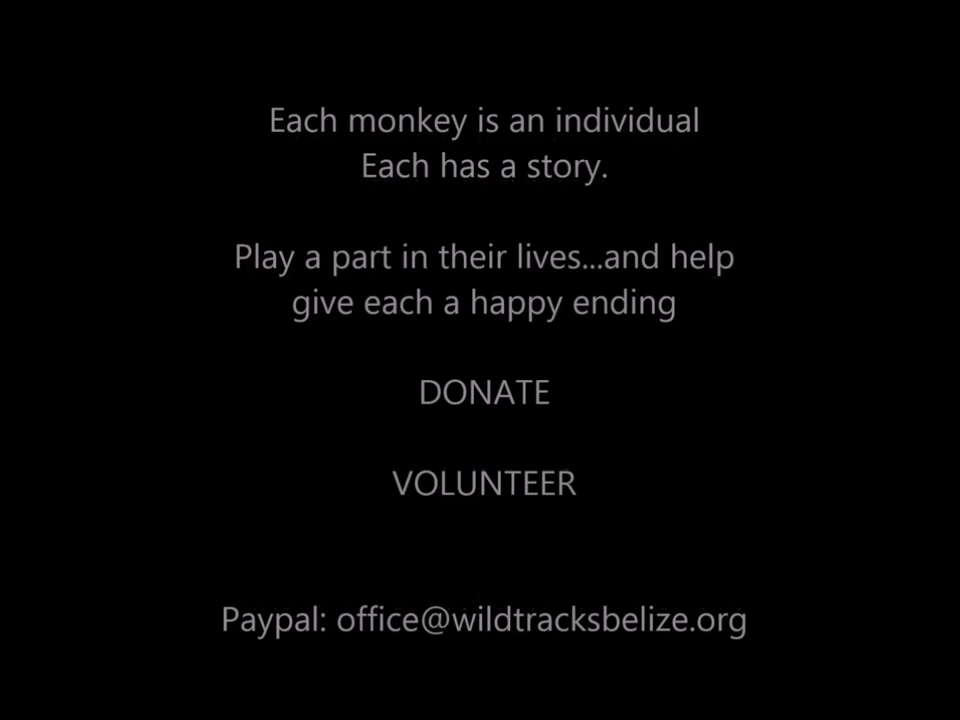 Each monkey is an individual
Each has a story.
Play a part in their lives...and help
give each a happy ending
DONATE
VOLUNTEER
Paypal: office@wildtracksbelize.org